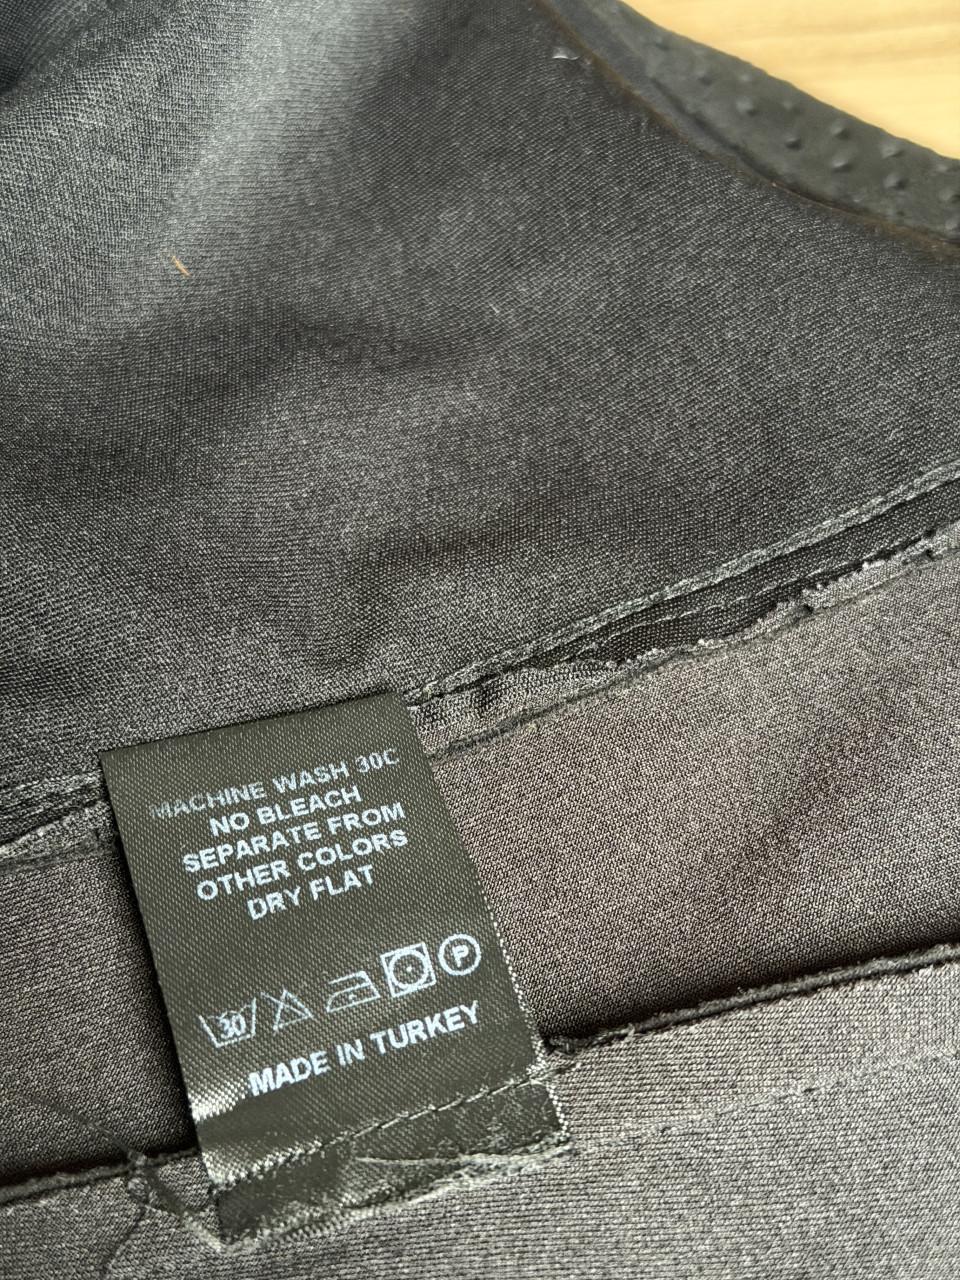 MACHINE WASH 30C
NO BLEACH
SEPARATE FROM
OTHER COLORS
DRY FLAT
30 P
MADE IN TURKEY